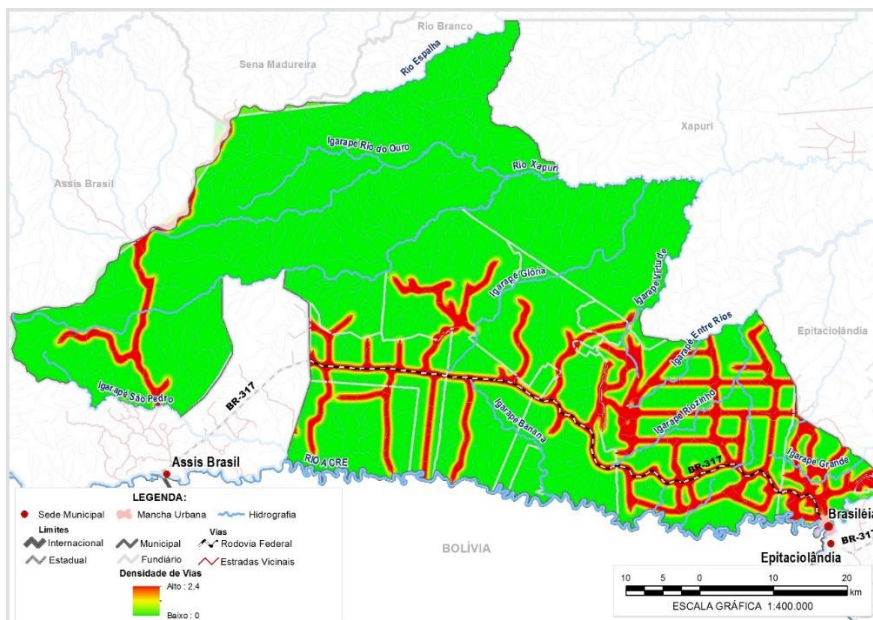 Rio Branco
Rio Espalha
Sena Madureira
Xapuri
Igarapé Rio do Ouro
Rio Xapuri
Assis Brasil
Igarapé Glória
Igarapé Virtude
Igarapé Entre Rios
Epitaciolândia
Igarapé São Pedro
BR-317
Igarapé Banana
Igarapé Riozinho
Igarapé Grande
BR-317
RIO ACRE
Assis Brasil
Brasiléia
BR-317
Epitaciolândia
BOLÍVIA
LEGENDA:
Sede Municipal Mancha Urbana Hidrografia
Limites Vias
Internacional Municipal Rodovia Federal
Estadual Fundiário Estradas Vicinais
Densidade de Vias
Alto : 2,4
Baixo : 0
10 5 0 10 20
km
ESCALA GRÁFICA 1:400.000